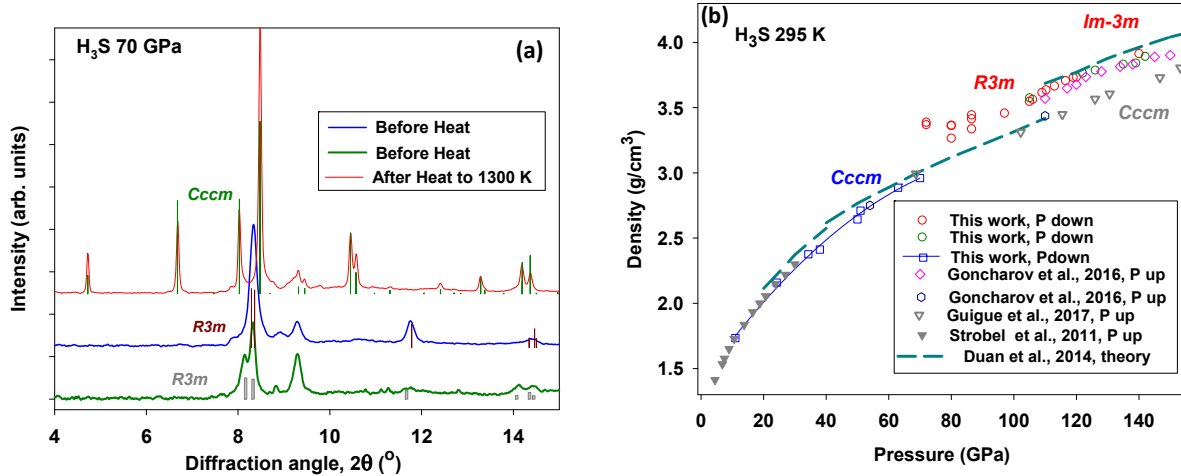 H₃S 70 GPa
(a)
Before Heat
Before Heat
After Heat to 1300 K
Cccm
R3m
R3m
Intensity (arb. units)
4 6 8 10 12 14
Diffraction angle, 2θ (°)
(b)
H₃S 295 K
Im-3m
R3m
Cccm
Cccm
This work, P down
This work, P down
This work, Pdown
Goncharov et al., 2016, P up
Goncharov et al., 2016, P up
Guigue et al., 2017, P up
Strobel et al., 2011, P up
Duan et al., 2014, theory
Density (g/cm³)
4.0
3.5
3.0
2.5
2.0
1.5
0 20 40 60 80 100 120 140
Pressure (GPa)